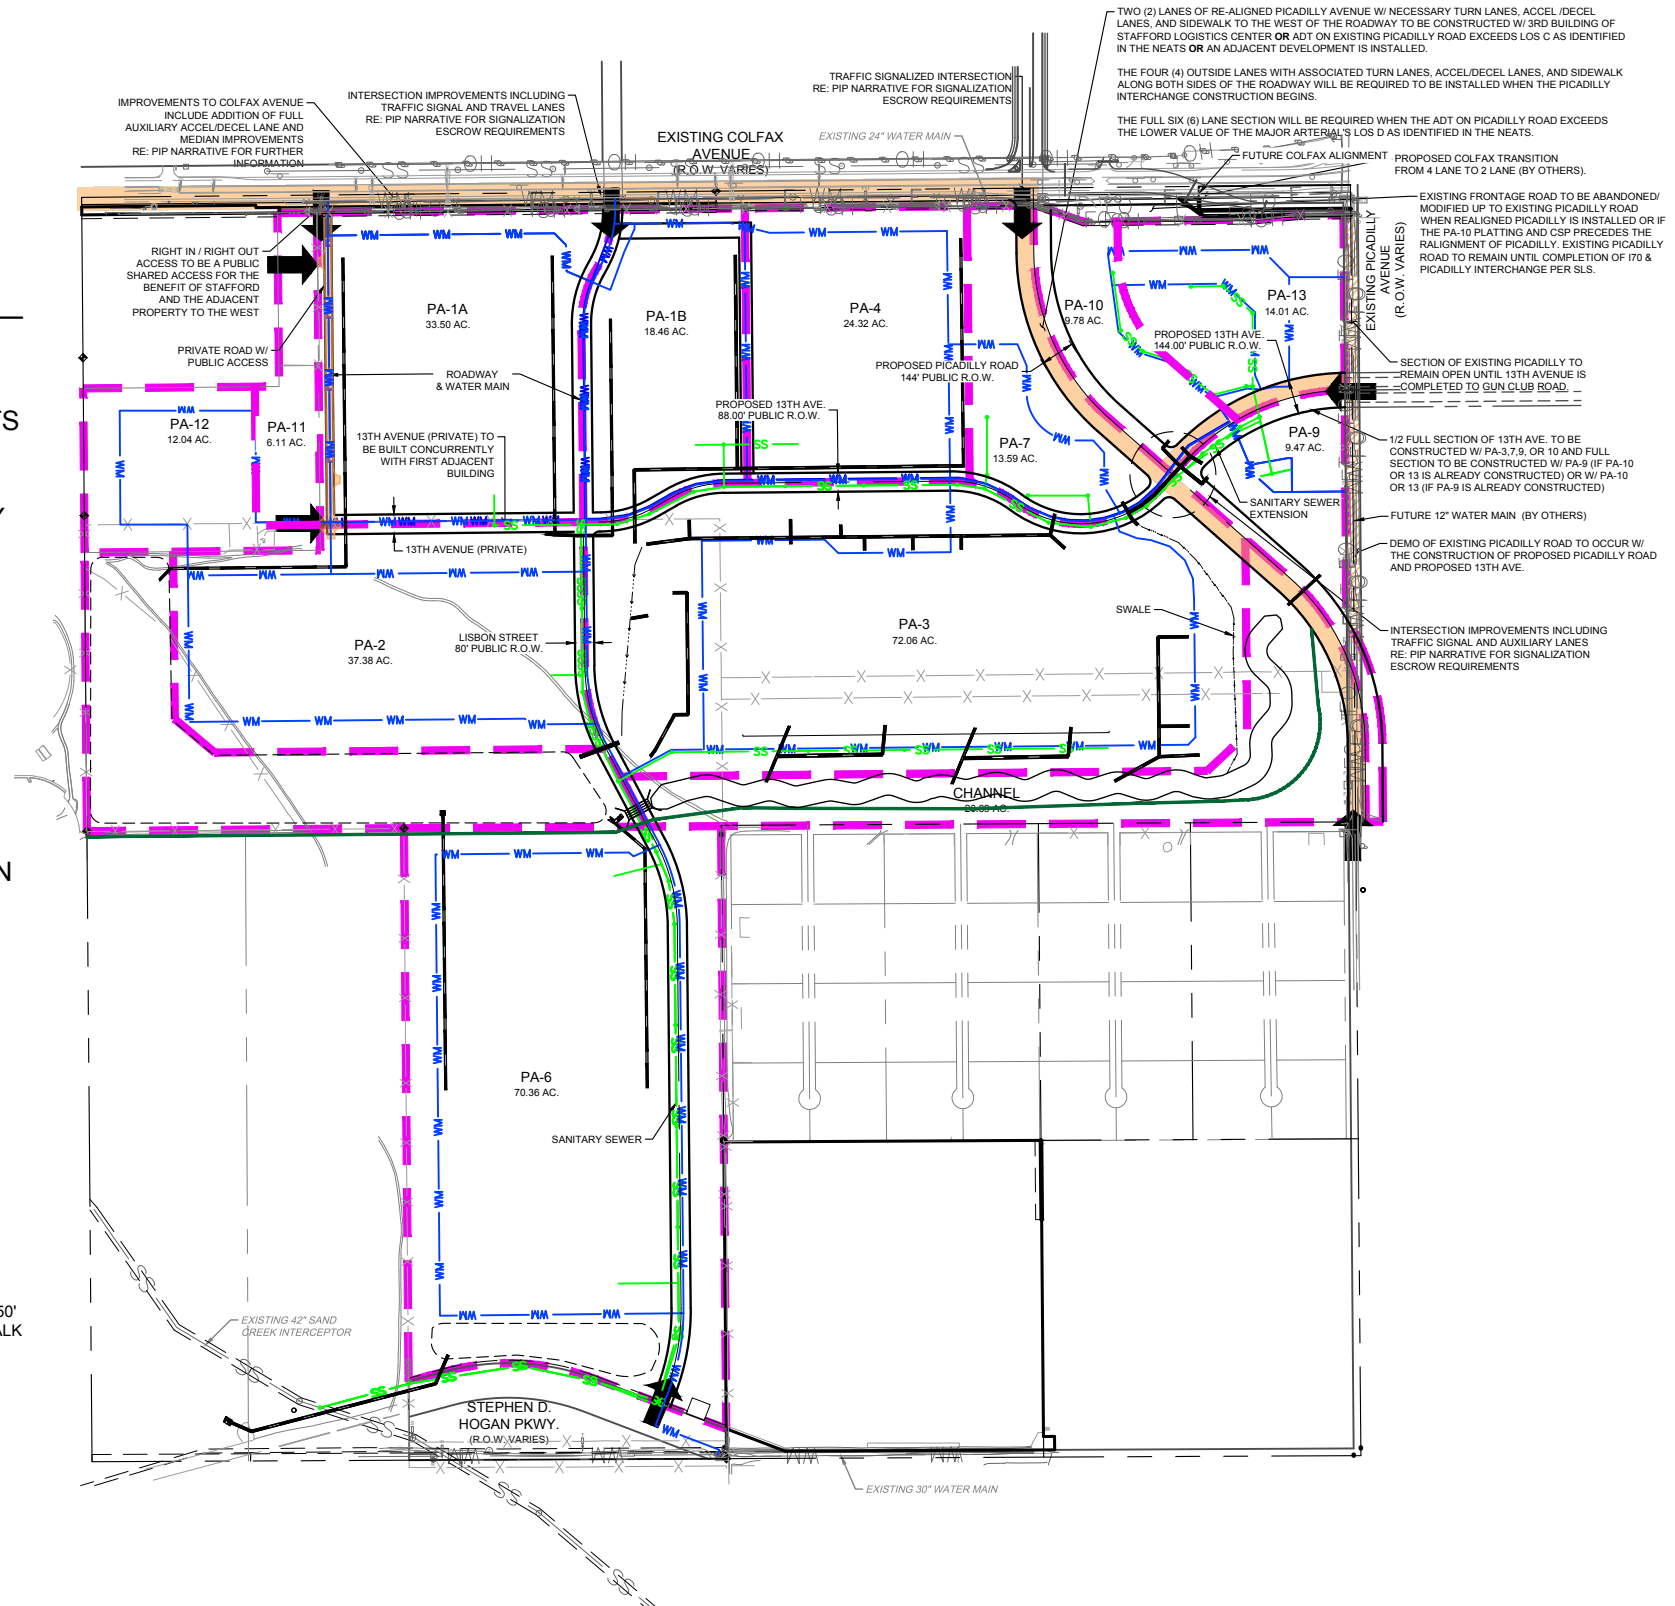 TWO (2) LANES OF RE-ALIGNED PICADILLY AVENUE W/ NECESSARY TURN LANES, ACCEL /DECEL
LANES, AND SIDEWALK TO THE WEST OF THE ROADWAY TO BE CONSTRUCTED W/ 3RD BUILDING OF
STAFFORD LOGISTICS CENTER OR ADT ON EXISTING PICADILLY ROAD EXCEEDS LOS C AS IDENTIFIED
IN THE NEATS OR AN ADJACENT DEVELOPMENT IS INSTALLED.
THE FOUR (4) OUTSIDE LANES WITH ASSOCIATED TURN LANES, ACCEL/DECEL LANES, AND SIDEWALK
ALONG BOTH SIDES OF THE ROADWAY WILL BE REQUIRED TO BE INSTALLED WHEN THE PICADILLY
INTERCHANGE CONSTRUCTION BEGINS.
THE FULL SIX (6) LANE SECTION WILL BE REQUIRED WHEN THE ADT ON PICADILLY ROAD EXCEEDS
THE LOWER VALUE OF THE MAJOR ARTERIAL'S LOS D AS IDENTIFIED IN THE NEATS.
IMPROVEMENTS TO COLFAX AVENUE
INCLUDE ADDITION OF FULL
AUXILIARY ACCEL/DECEL LANE AND
MEDIAN IMPROVEMENTS
RE: PIP NARRATIVE FOR FURTHER
INFORMATION
INTERSECTION IMPROVEMENTS INCLUDING
TRAFFIC SIGNAL AND TRAVEL LANES
RE: PIP NARRATIVE FOR SIGNALIZATION
ESCROW REQUIREMENTS
TRAFFIC SIGNALIZED INTERSECTION
RE: PIP NARRATIVE FOR SIGNALIZATION
ESCROW REQUIREMENTS
EXISTING COLFAX
AVENUE
(R.O.W. VARIES)
EXISTING 24" WATER MAIN
FUTURE COLFAX ALIGNMENT
PROPOSED COLFAX TRANSITION
FROM 4 LANE TO 2 LANE (BY OTHERS).
EXISTING FRONTAGE ROAD TO BE ABANDONED/
MODIFIED UP TO EXISTING PICADILLY ROAD
WHEN REALIGNED PICADILLY IS INSTALLED OR IF
THE PA-10 PLATTING AND CSP PRECEDES THE
RALIGNMENT OF PICADILLY. EXISTING PICADILLY
ROAD TO REMAIN UNTIL COMPLETION OF I70 &
PICADILLY INTERCHANGE PER SLS.
EXISTING PICADILLY
AVENUE
(R.O.W. VARIES)
RIGHT IN / RIGHT OUT
ACCESS TO BE A PUBLIC
SHARED ACCESS FOR THE
BENEFIT OF STAFFORD
AND THE ADJACENT
PROPERTY TO THE WEST
PRIVATE ROAD W/
PUBLIC ACCESS
PA-1A
33.50 AC.
PA-1B
18.46 AC.
PA-4
24.32 AC.
PA-10
9.78 AC.
PA-13
14.01 AC.
ROADWAY
& WATER MAIN
PROPOSED PICADILLY ROAD
144' PUBLIC R.O.W.
PROPOSED 13TH AVE.
144.00' PUBLIC R.O.W.
PROPOSED 13TH AVE.
88.00' PUBLIC R.O.W.
SECTION OF EXISTING PICADILLY TO
REMAIN OPEN UNTIL 13TH AVENUE IS
COMPLETED TO GUN CLUB ROAD.
TS
PA-12
12.04 AC.
PA-11
6.11 AC.
13TH AVENUE (PRIVATE) TO
BE BUILT CONCURRENTLY
WITH FIRST ADJACENT
BUILDING
PA-7
13.59 AC.
PA-9
9.47 AC.
1/2 FULL SECTION OF 13TH AVE. TO BE
CONSTRUCTED W/ PA-3,7,9, OR 10 AND FULL
SECTION TO BE CONSTRUCTED W/ PA-9 (IF PA-10
OR 13 IS ALREADY CONSTRUCTED) OR W/ PA-10
OR 13 (IF PA-9 IS ALREADY CONSTRUCTED)
SANITARY SEWER
EXTENSION
FUTURE 12" WATER MAIN (BY OTHERS)
Y
13TH AVENUE (PRIVATE)
DEMO OF EXISTING PICADILLY ROAD TO OCCUR W/
THE CONSTRUCTION OF PROPOSED PICADILLY ROAD
AND PROPOSED 13TH AVE.
SWALE
PA-3
72.06 AC.
PA-2
37.38 AC.
LISBON STREET
80' PUBLIC R.O.W.
INTERSECTION IMPROVEMENTS INCLUDING
TRAFFIC SIGNAL AND AUXILIARY LANES
RE: PIP NARRATIVE FOR SIGNALIZATION
ESCROW REQUIREMENTS
CHANNEL
N
PA-6
70.36 AC.
SANITARY SEWER
50'
ALK
EXISTING 42" SAND
CREEK INTERCEPTOR
STEPHEN D.
HOGAN PKWY.
(R.O.W. VARIES)
EXISTING 30" WATER MAIN